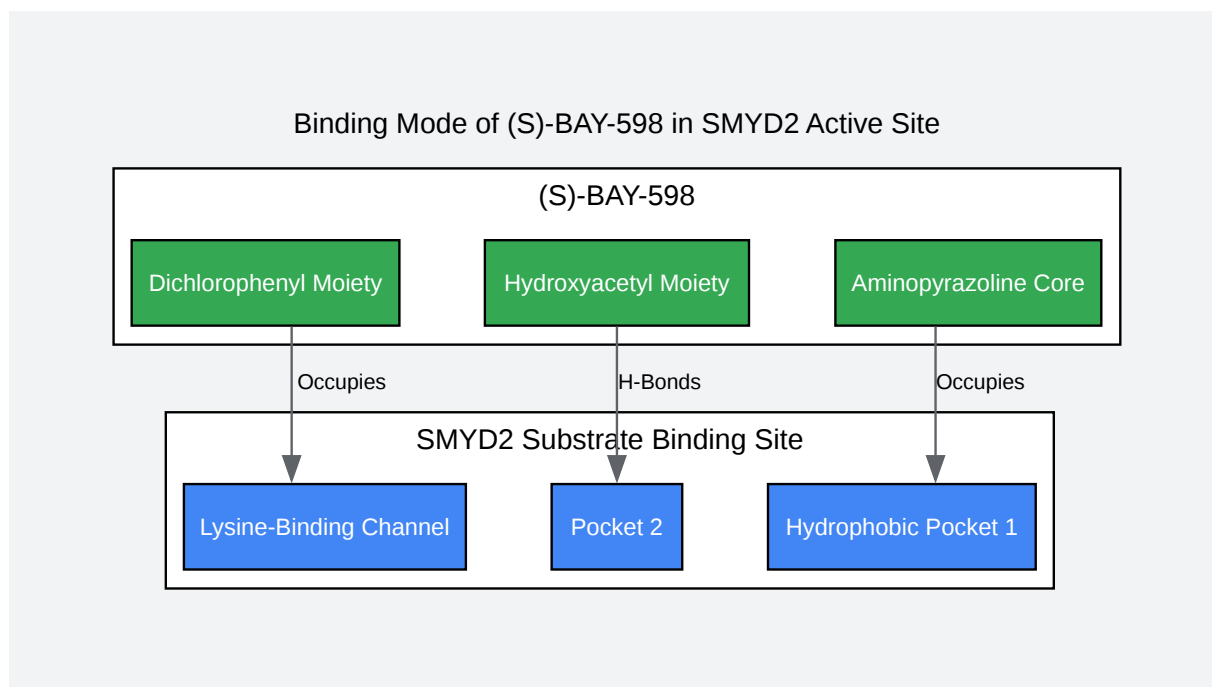 Binding Mode of (S)-BAY-598 in SMYD2 Active Site
(S)-BAY-598
Dichlorophenyl Moiety
Hydroxyacetyl Moiety
Aminopyrazoline Core
Occupies
H-Bonds
Occupies
SMYD2 Substrate Binding Site
Lysine-Binding Channel
Pocket 2
Hydrophobic Pocket 1